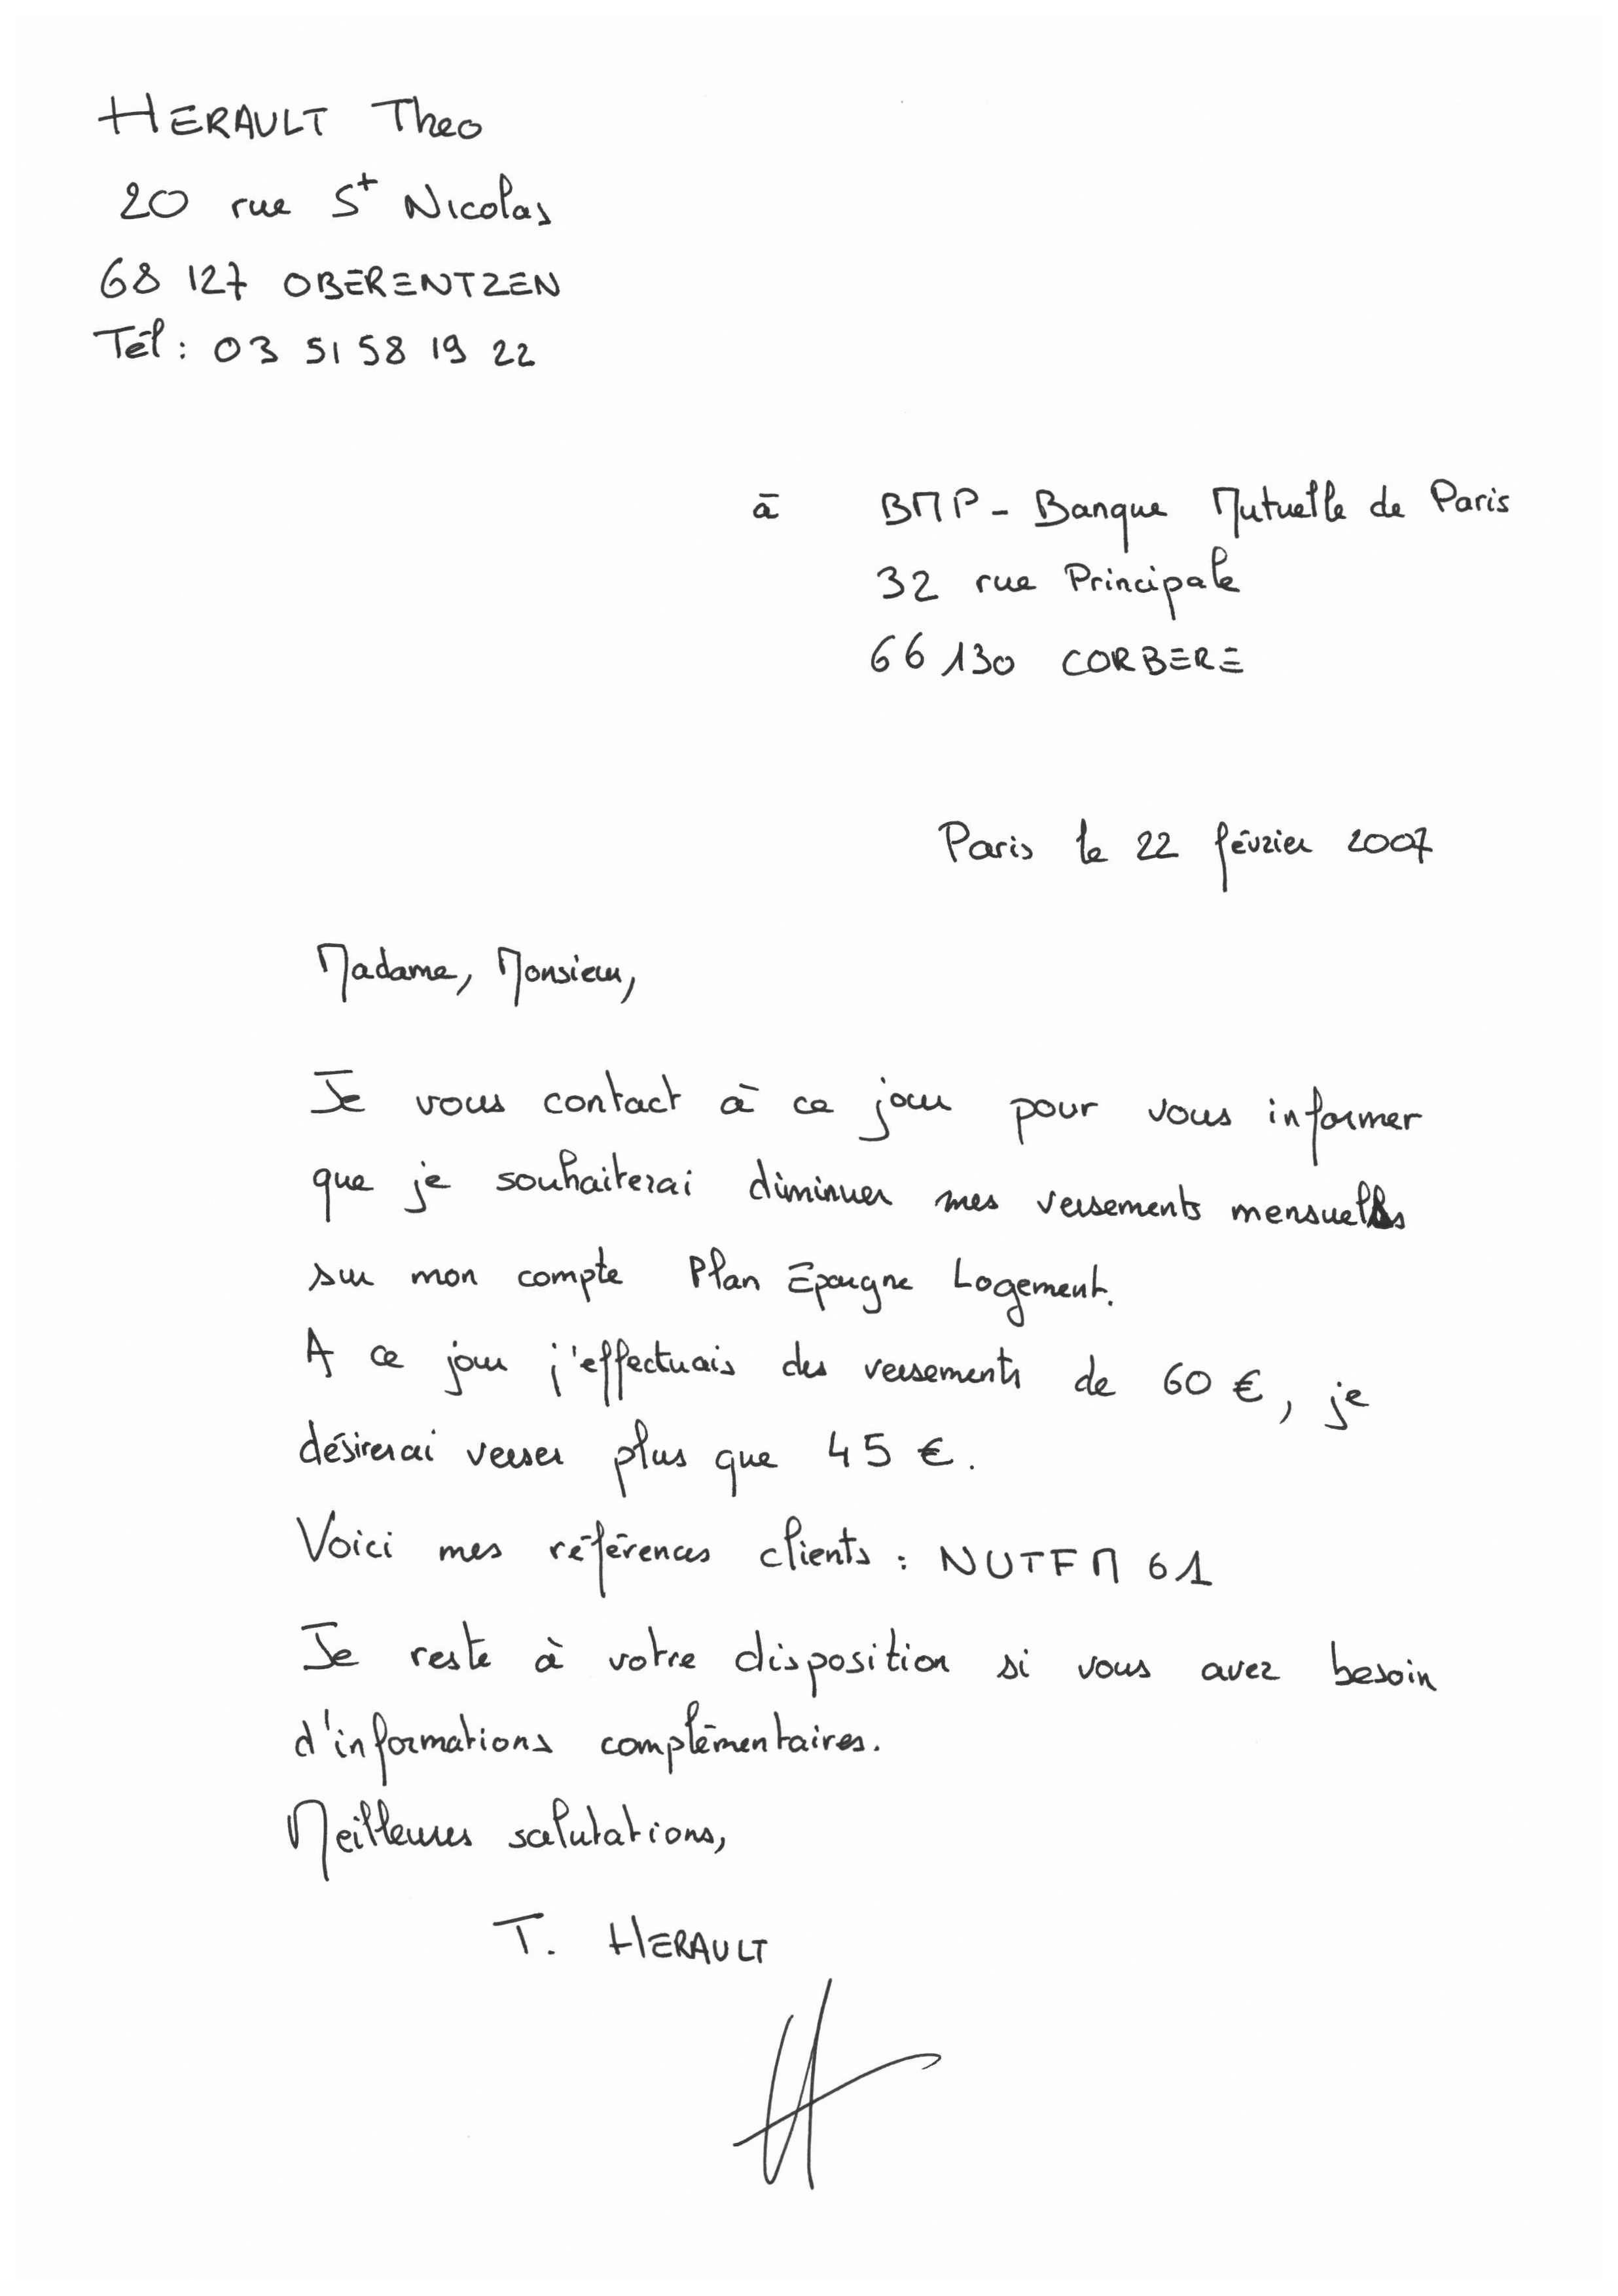 HERAULT Theo
20 rue St Nicolas
68 127 OBERENTZEN
Tél : 03 51 58 19 22
à BMP - Banque Mutuelle de Paris
32 rue Principale
66 130 CORBERE
Paris le 22 février 2007
Madame, Monsieur,
Je vous contact à ce jour pour vous informer
que je souhaiterai diminuer mes versements mensuels
sur mon compte Plan Epargne Logement.
A ce jour j'effectuais des versements de 60 €, je
désirerai verser plus que 45 €.
Voici mes références clients : NUTFM 61
Je reste à votre disposition si vous avez besoin
d'informations complémentaires.
Meilleures salutations,
T. HERAULT